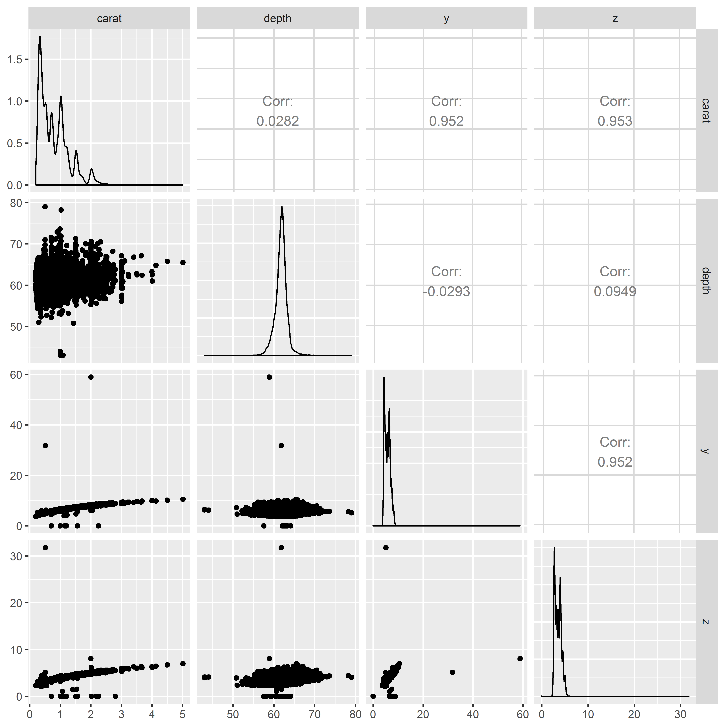 carat depth y z
1.5
1.0
0.5
0.0
Corr:
0.0282
Corr:
0.952
Corr:
0.953
carat
80
70
60
50
Corr:
-0.0293
Corr:
0.0949
depth
60
40
20
0
Corr:
0.952
y
30
20
10
0
z
0 1 2 3 4 5 50 60 70 80 0 20 40 60 0 10 20 30